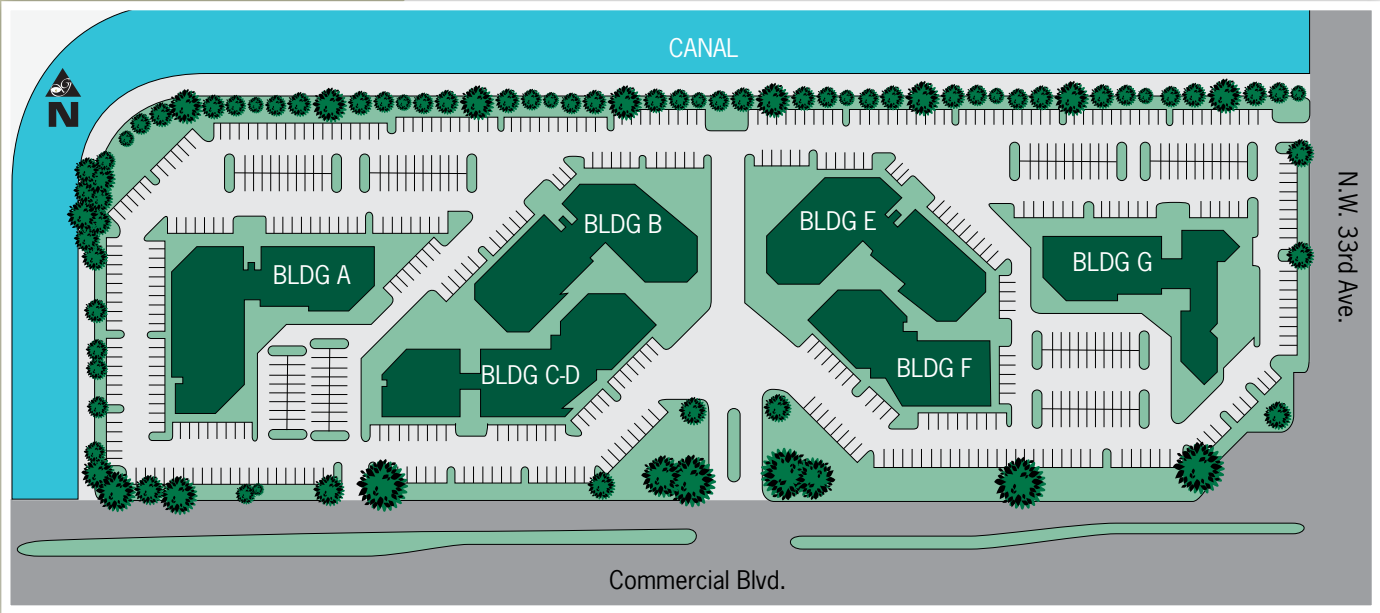 CANAL
N
BLDG B
BLDG E
BLDG A
BLDG G
BLDG C-D
BLDG F
N.W. 33rd Ave.
Commercial Blvd.